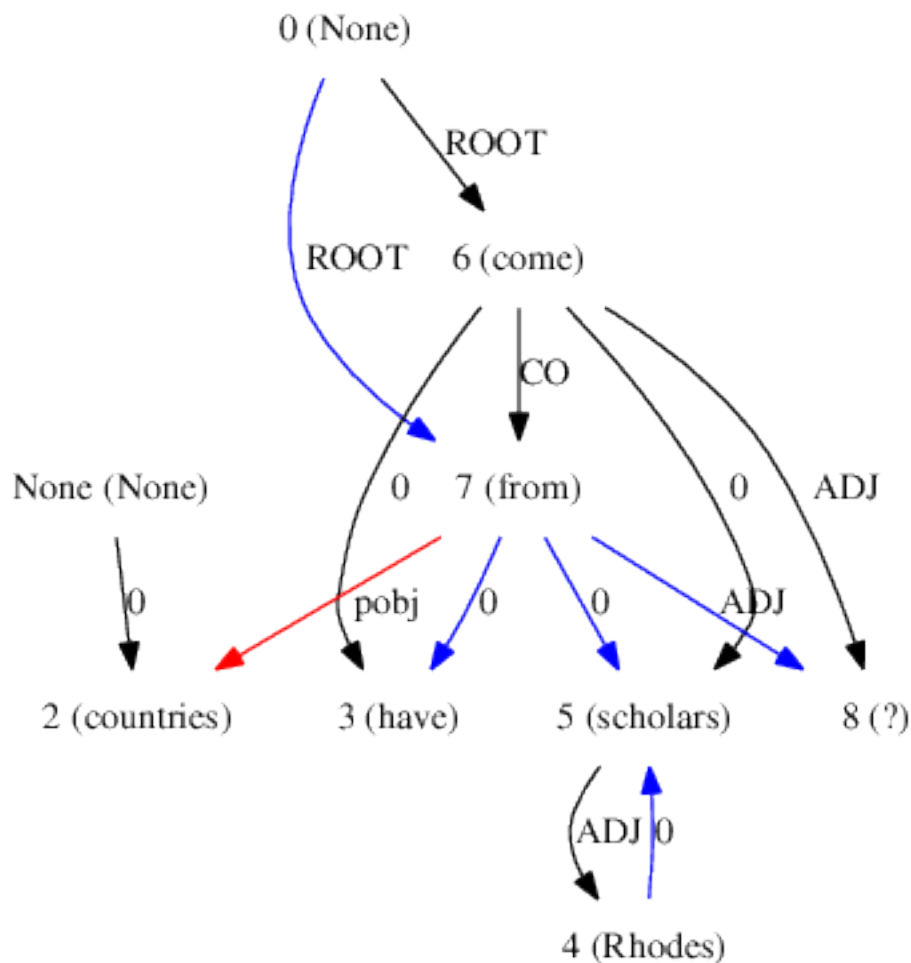 0 (None)
ROOT
ROOT 6 (come)
CO
None (None) 0 7 (from) 0 ADJ
0 pobj 0 0 ADJ
2 (countries) 3 (have) 5 (scholars) 8 (?)
ADJ 0
4 (Rhodes)